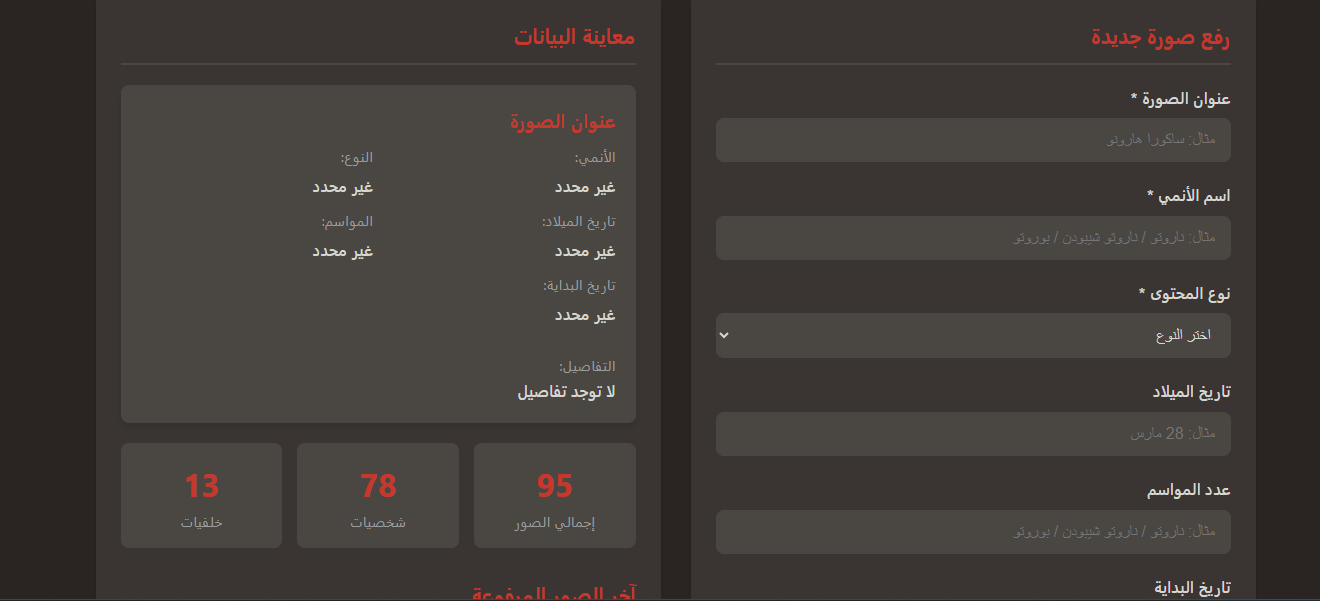 رفع صورة جديدة
عنوان الصورة *
مثال: ساكورا هارونو
اسم الأنمي *
مثال: ناروتو / ناروتو شيبودن / بوروتو
نوع المحتوى *
اختر النوع
تاريخ الميلاد
مثال: 28 مارس
عدد المواسم
مثال: ناروتو / ناروتو شيبودن / بوروتو
تاريخ البداية
معاينة البيانات
عنوان الصورة
الأنمي:
غير محدد
النوع:
غير محدد
تاريخ الميلاد:
غير محدد
المواسم:
غير محدد
تاريخ البداية:
غير محدد
التفاصيل:
لا توجد تفاصيل
95
إجمالي الصور
78
شخصيات
13
خلفيات
آخر الصور المرفوعة